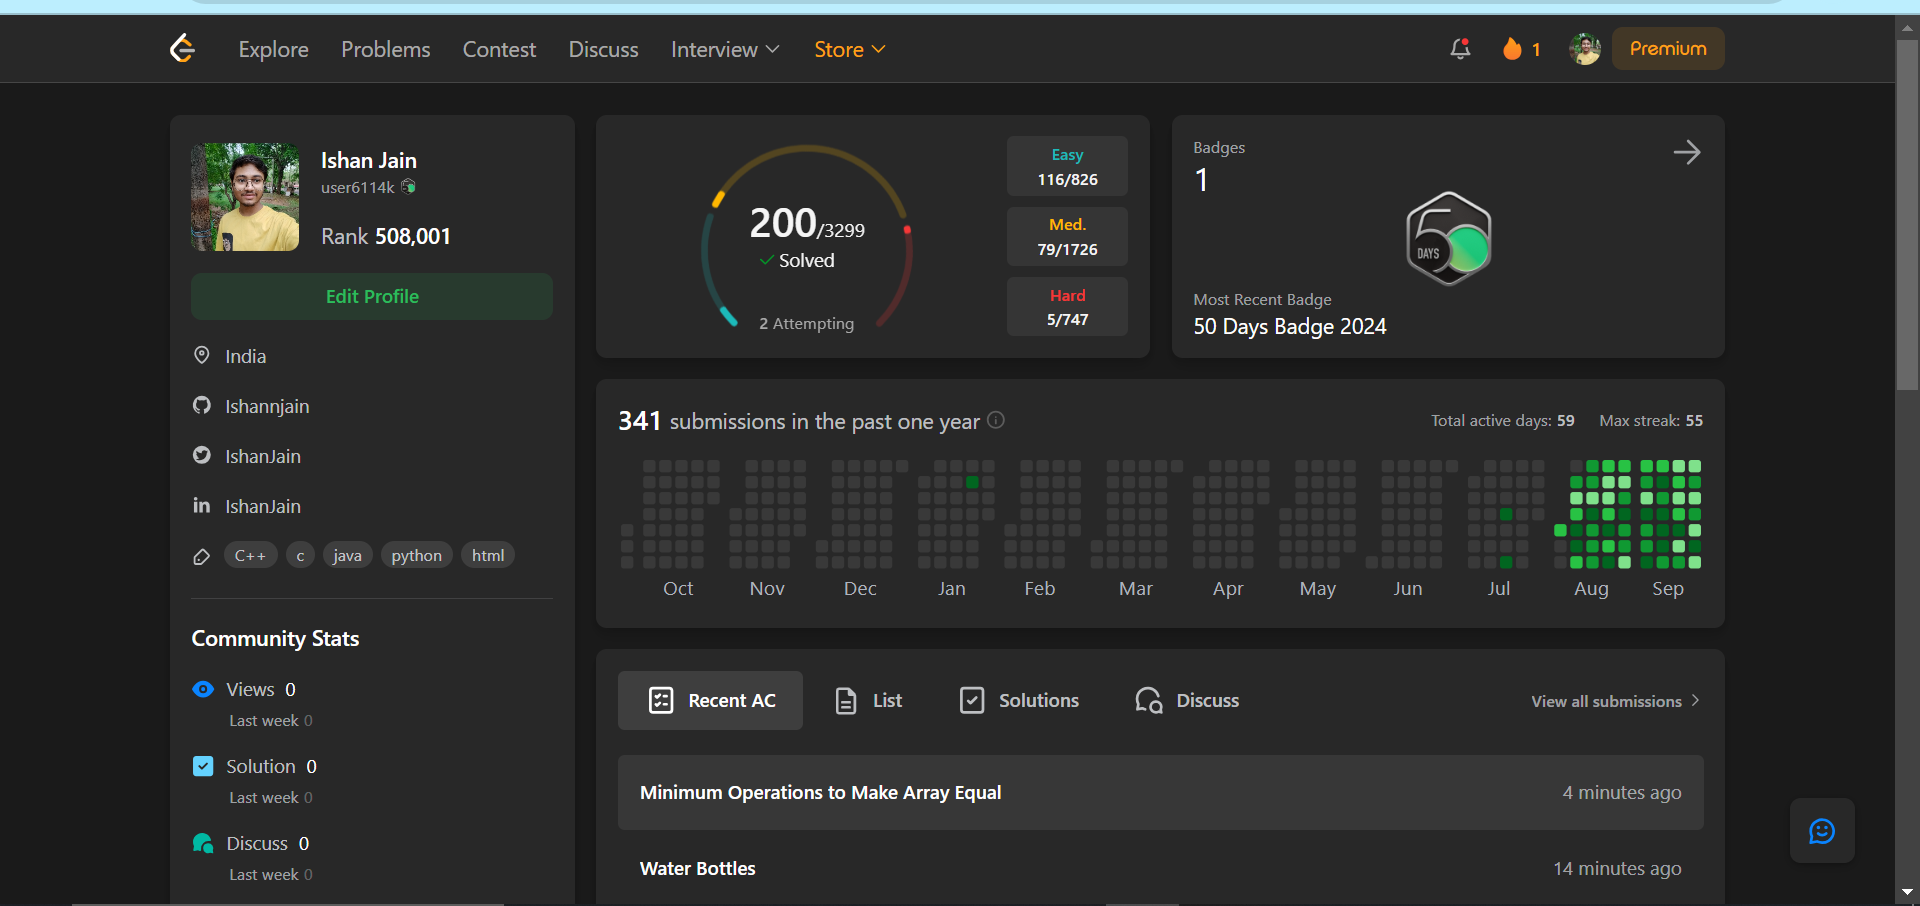 Explore Problems Contest Discuss Interview Store 1 Premium
Ishan Jain
user6114k
Rank 508,001
Edit Profile
India
Ishannjain
IshanJain
IshanJain
C++ c java python html
Community Stats
Views 0
Last week 0
Solution 0
Last week 0
Discuss 0
Last week 0
200/3299
Solved
2 Attempting
Easy
116/826
Med.
79/1726
Hard
5/747
Badges
1
50
DAYS
Most Recent Badge
50 Days Badge 2024
341 submissions in the past one year
Total active days: 59 Max streak: 55
Oct Nov Dec Jan Feb Mar Apr May Jun Jul Aug Sep
Recent AC List Solutions Discuss View all submissions
Minimum Operations to Make Array Equal 4 minutes ago
Water Bottles 14 minutes ago